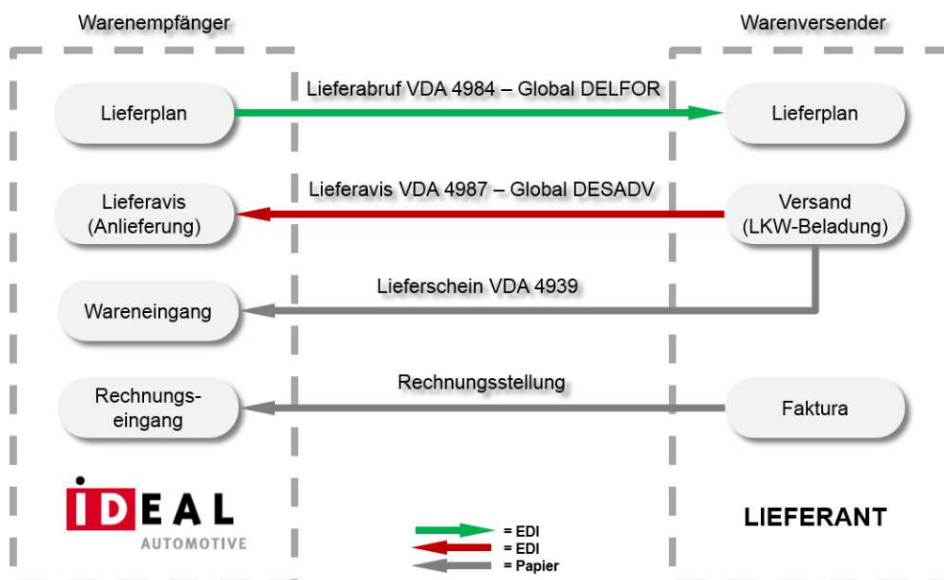 Warenempfänger
Warenversender
Lieferabruf VDA 4984 – Global DELFOR
Lieferplan
Lieferplan
Lieferavis VDA 4987 – Global DESADV
Lieferavis
(Anlieferung)
Versand
(LKW-Beladung)
Lieferschein VDA 4939
Wareneingang
Rechnungsstellung
Rechnungs-
eingang
Faktura
iDEAL
AUTOMOTIVE
LIEFERANT
= EDI
= EDI
= Papier